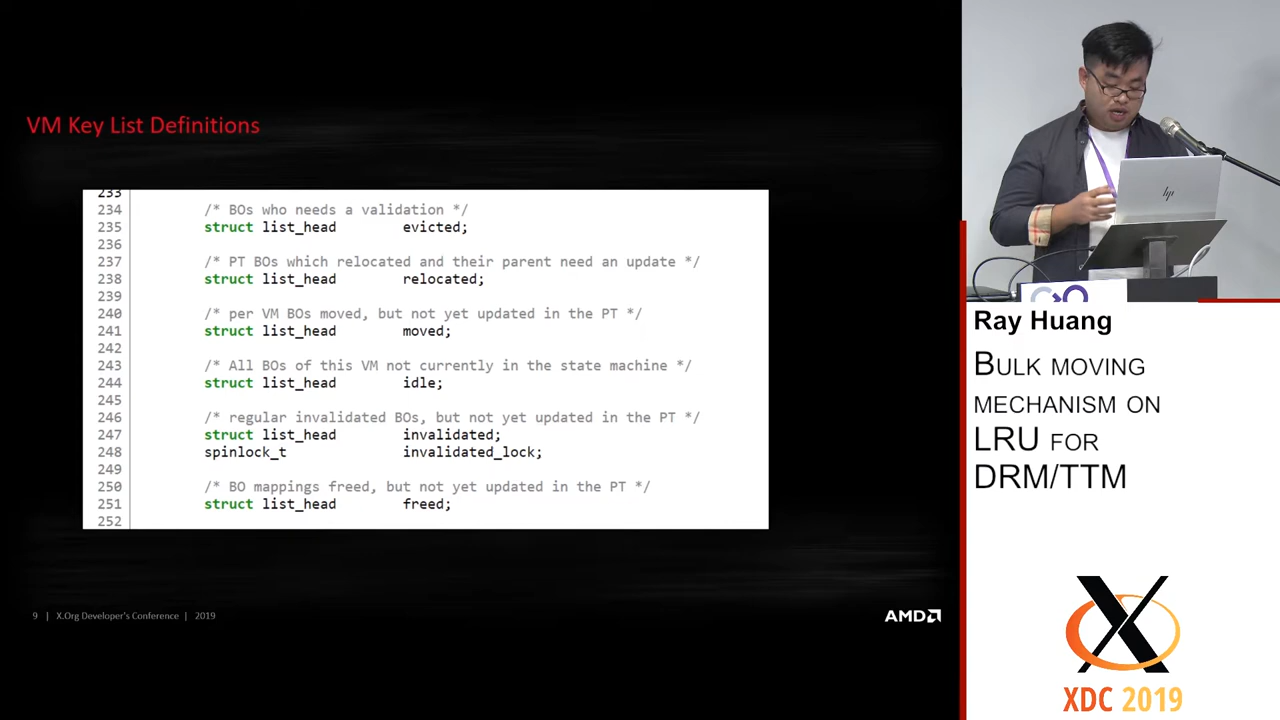 VM Key List Definitions
233
234 /* BOs who needs a validation */
235 struct list_head evicted;
236
237 /* PT BOs which relocated and their parent need an update */
238 struct list_head relocated;
239
240 /* per VM BOs moved, but not yet updated in the PT */
241 struct list_head moved;
242
243 /* All BOs of this VM not currently in the state machine */
244 struct list_head idle;
245
246 /* regular invalidated BOs, but not yet updated in the PT */
247 struct list_head invalidated;
248 spinlock_t invalidated_lock;
249
250 /* BO mappings freed, but not yet updated in the PT */
251 struct list_head freed;
252
9 | X.Org Developer's Conference | 2019
AMD
hp
Ray Huang
BULK MOVING
MECHANISM ON
LRU FOR
DRM/TTM
XDC 2019